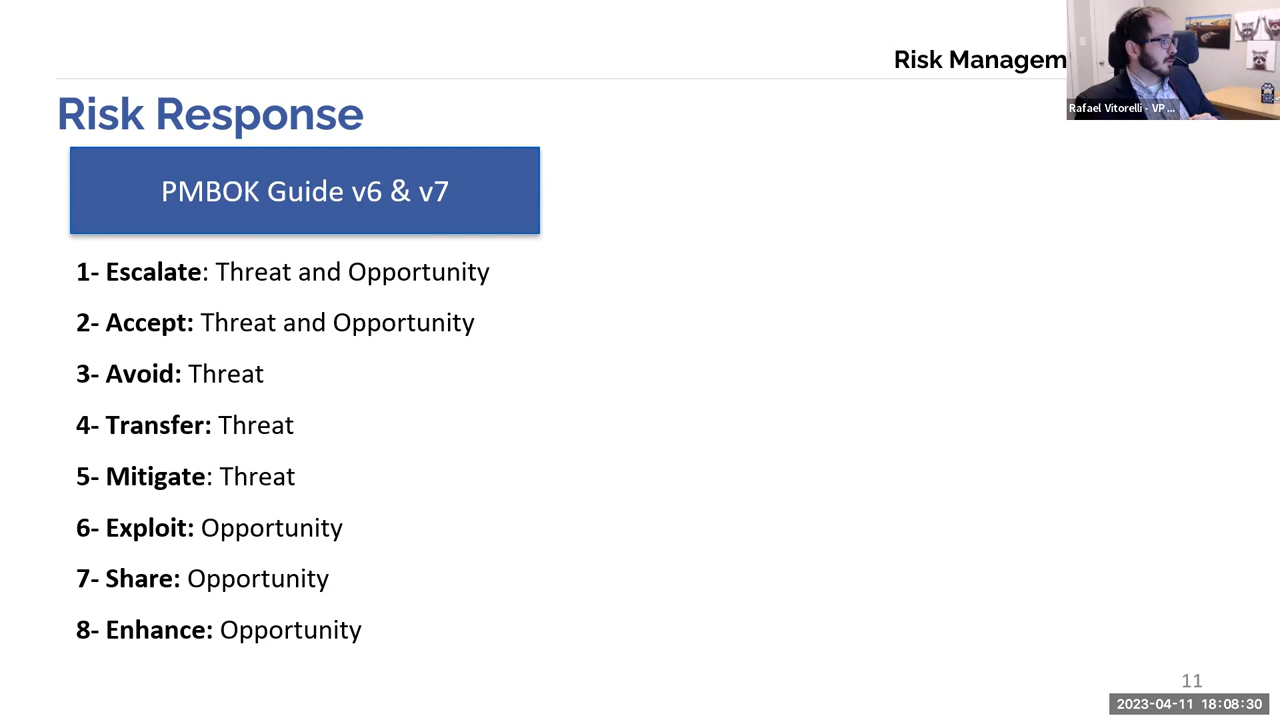 Risk Managem
Rafael Vitorelli - VP ...
Risk Response
PMBOK Guide v6 & v7
1- Escalate: Threat and Opportunity
2- Accept: Threat and Opportunity
3- Avoid: Threat
4- Transfer: Threat
5- Mitigate: Threat
6- Exploit: Opportunity
7- Share: Opportunity
8- Enhance: Opportunity
11
2023-04-11 18:08:30